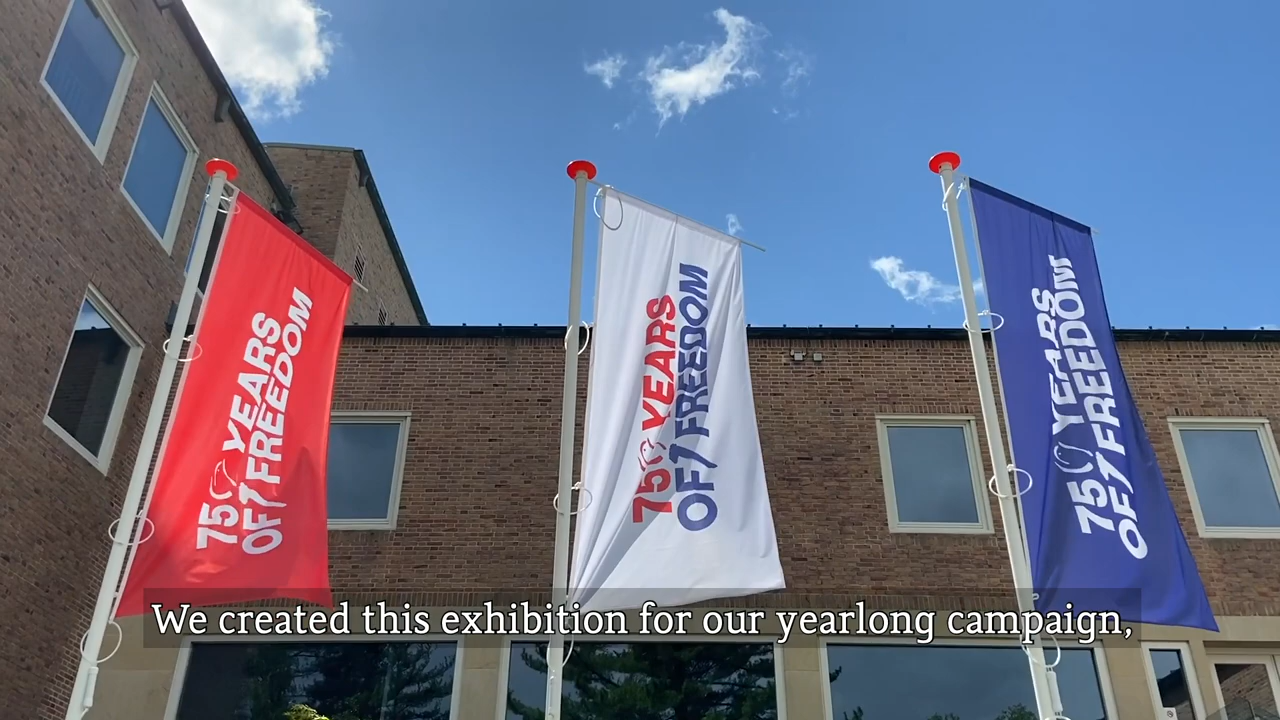 75 YEARS
OF FREEDOM
75 YEARS
OF FREEDOM
75 YEARS
OF FREEDOM
We created this exhibition for our yearlong campaign,